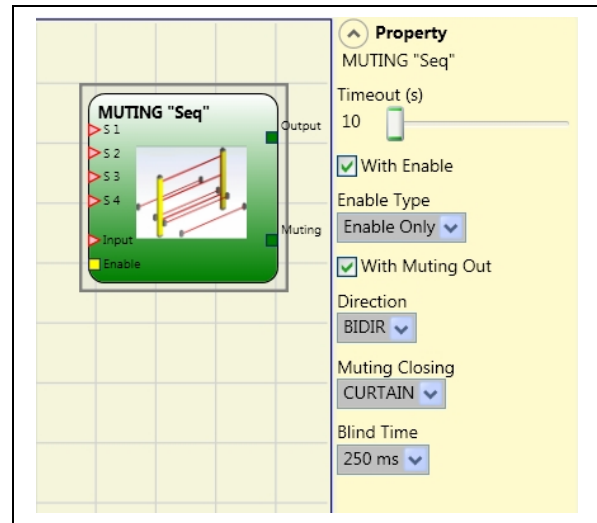 MUTING "Seq"
S 1
S 2
S 3
S 4
Input
Enable
Output
Muting
Property
MUTING "Seq"
Timeout (s)
10
With Enable
Enable Type
Enable Only
With Muting Out
Direction
BIDIR
Muting Closing
CURTAIN
Blind Time
250 ms